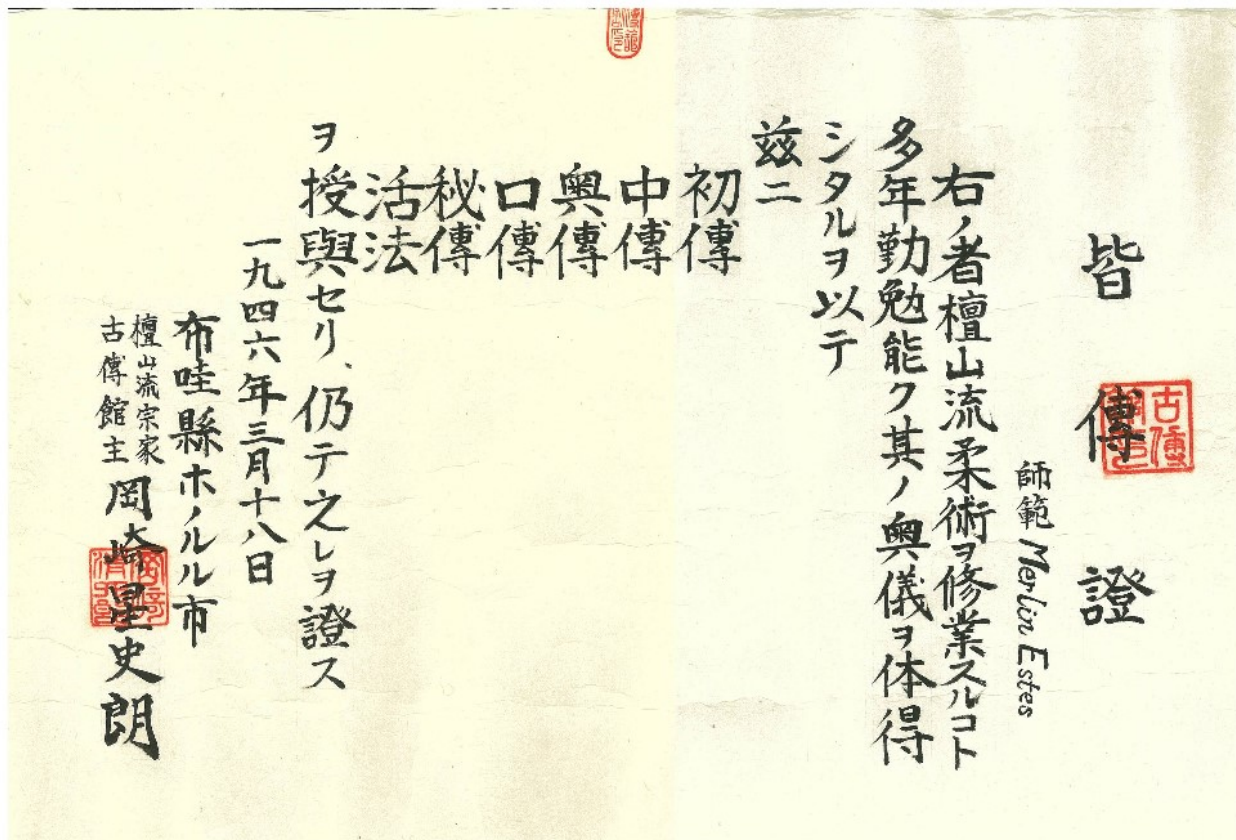 皆傳證
師範 Merlin Estes
右ノ者檀山流柔術ヲ修業スルコト
多年勤勉能ク其ノ奥儀ヲ体得
シタルヲ以テ
茲ニ
初傳
中傳
奥傳
口傳
秘傳
活法
ヲ授與セリ、仍テ之レヲ證ス
一九四六年三月十八日
布哇縣ホノルル市
檀山流宗家
古傳館主
岡崎星史朗